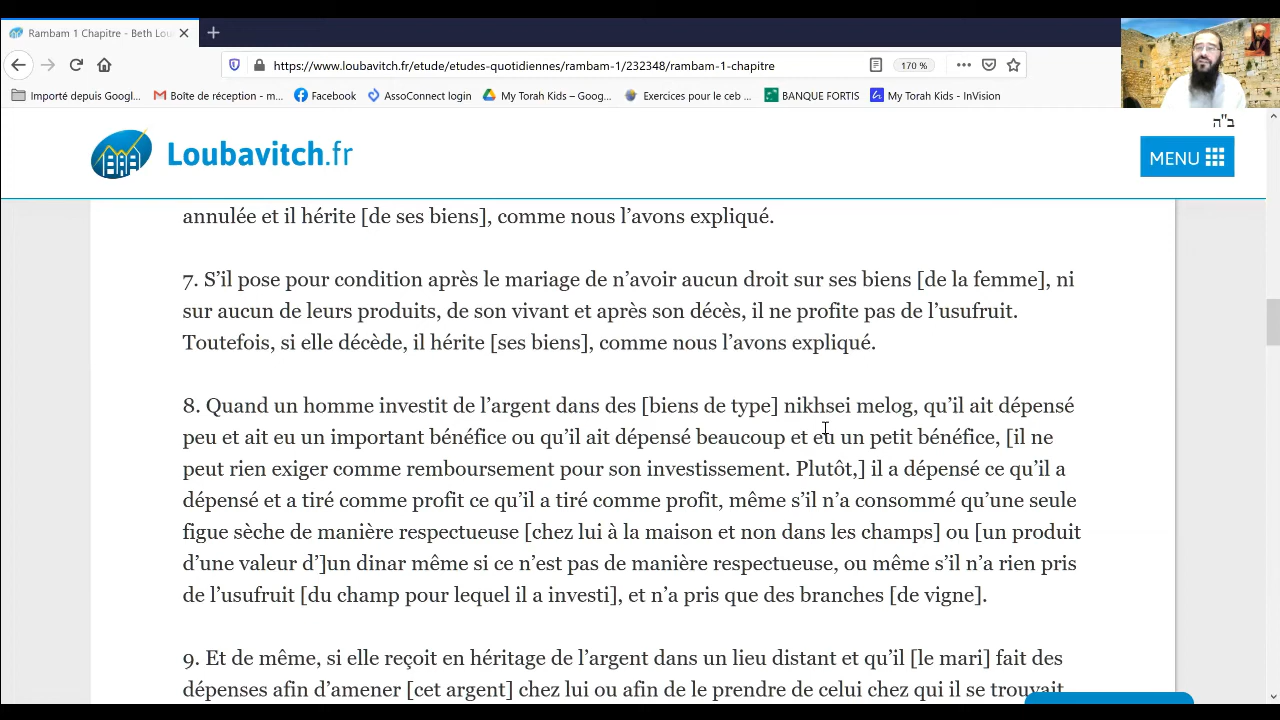 Rambam 1 Chapitre - Beth Lou
https://www.loubavitch.fr/etude/etudes-quotidiennes/rambam-1/232348/rambam-1-chapitre
170 %
Importé depuis Googl...
Boîte de réception - m...
Facebook
AssoConnect login
My Torah Kids – Goog...
Exercices pour le ceb ...
BANQUE FORTIS
My Torah Kids - InVision
ב"ה
Loubavitch.fr
MENU
annulée et il hérite [de ses biens], comme nous l’avons expliqué.
7. S’il pose pour condition après le mariage de n’avoir aucun droit sur ses biens [de la femme], ni
sur aucun de leurs produits, de son vivant et après son décès, il ne profite pas de l’usufruit.
Toutefois, si elle décède, il hérite [ses biens], comme nous l’avons expliqué.
8. Quand un homme investit de l’argent dans des [biens de type] nikhsei melog, qu’il ait dépensé
peu et ait eu un important bénéfice ou qu’il ait dépensé beaucoup et eu un petit bénéfice, [il ne
peut rien exiger comme remboursement pour son investissement. Plutôt,] il a dépensé ce qu’il a
dépensé et a tiré comme profit ce qu’il a tiré comme profit, même s’il n’a consommé qu’une seule
figue sèche de manière respectueuse [chez lui à la maison et non dans les champs] ou [un produit
d’une valeur d’]un dinar même si ce n’est pas de manière respectueuse, ou même s’il n’a rien pris
de l’usufruit [du champ pour lequel il a investi], et n’a pris que des branches [de vigne].
9. Et de même, si elle reçoit en héritage de l’argent dans un lieu distant et qu’il [le mari] fait des
dépenses afin d’amener [cet argent] chez lui ou afin de le prendre de celui chez qui il se trouvait